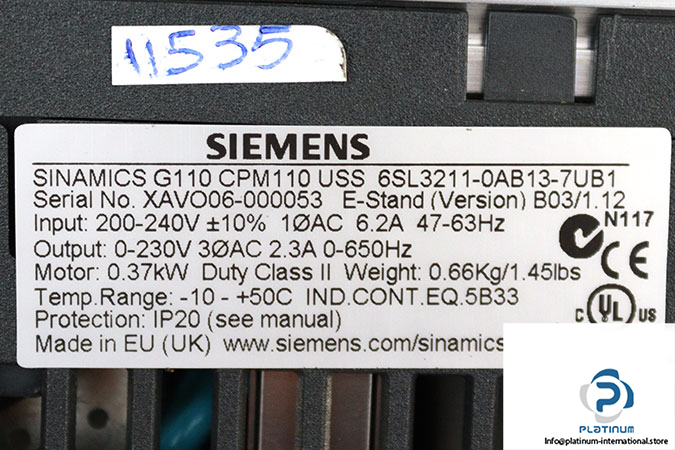 11535
SIEMENS
SINAMICS G110 CPM110 USS 6SL3211-0AB13-7UB1
Serial No. XAVO06-000053 E-Stand (Version) B03/1.12
Input: 200-240V ±10% 1ØAC 6.2A 47-63Hz
N117
Output: 0-230V 3ØAC 2.3A 0-650Hz
CE
Motor: 0.37kW Duty Class II Weight: 0.66Kg/1.45lbs
Temp.Range: -10 - +50C IND.CONT.EQ.5B33
C UL US
Protection: IP20 (see manual)
Made in EU (UK) www.siemens.com/sinamics
PLATINUM
Info@platinum-international.store